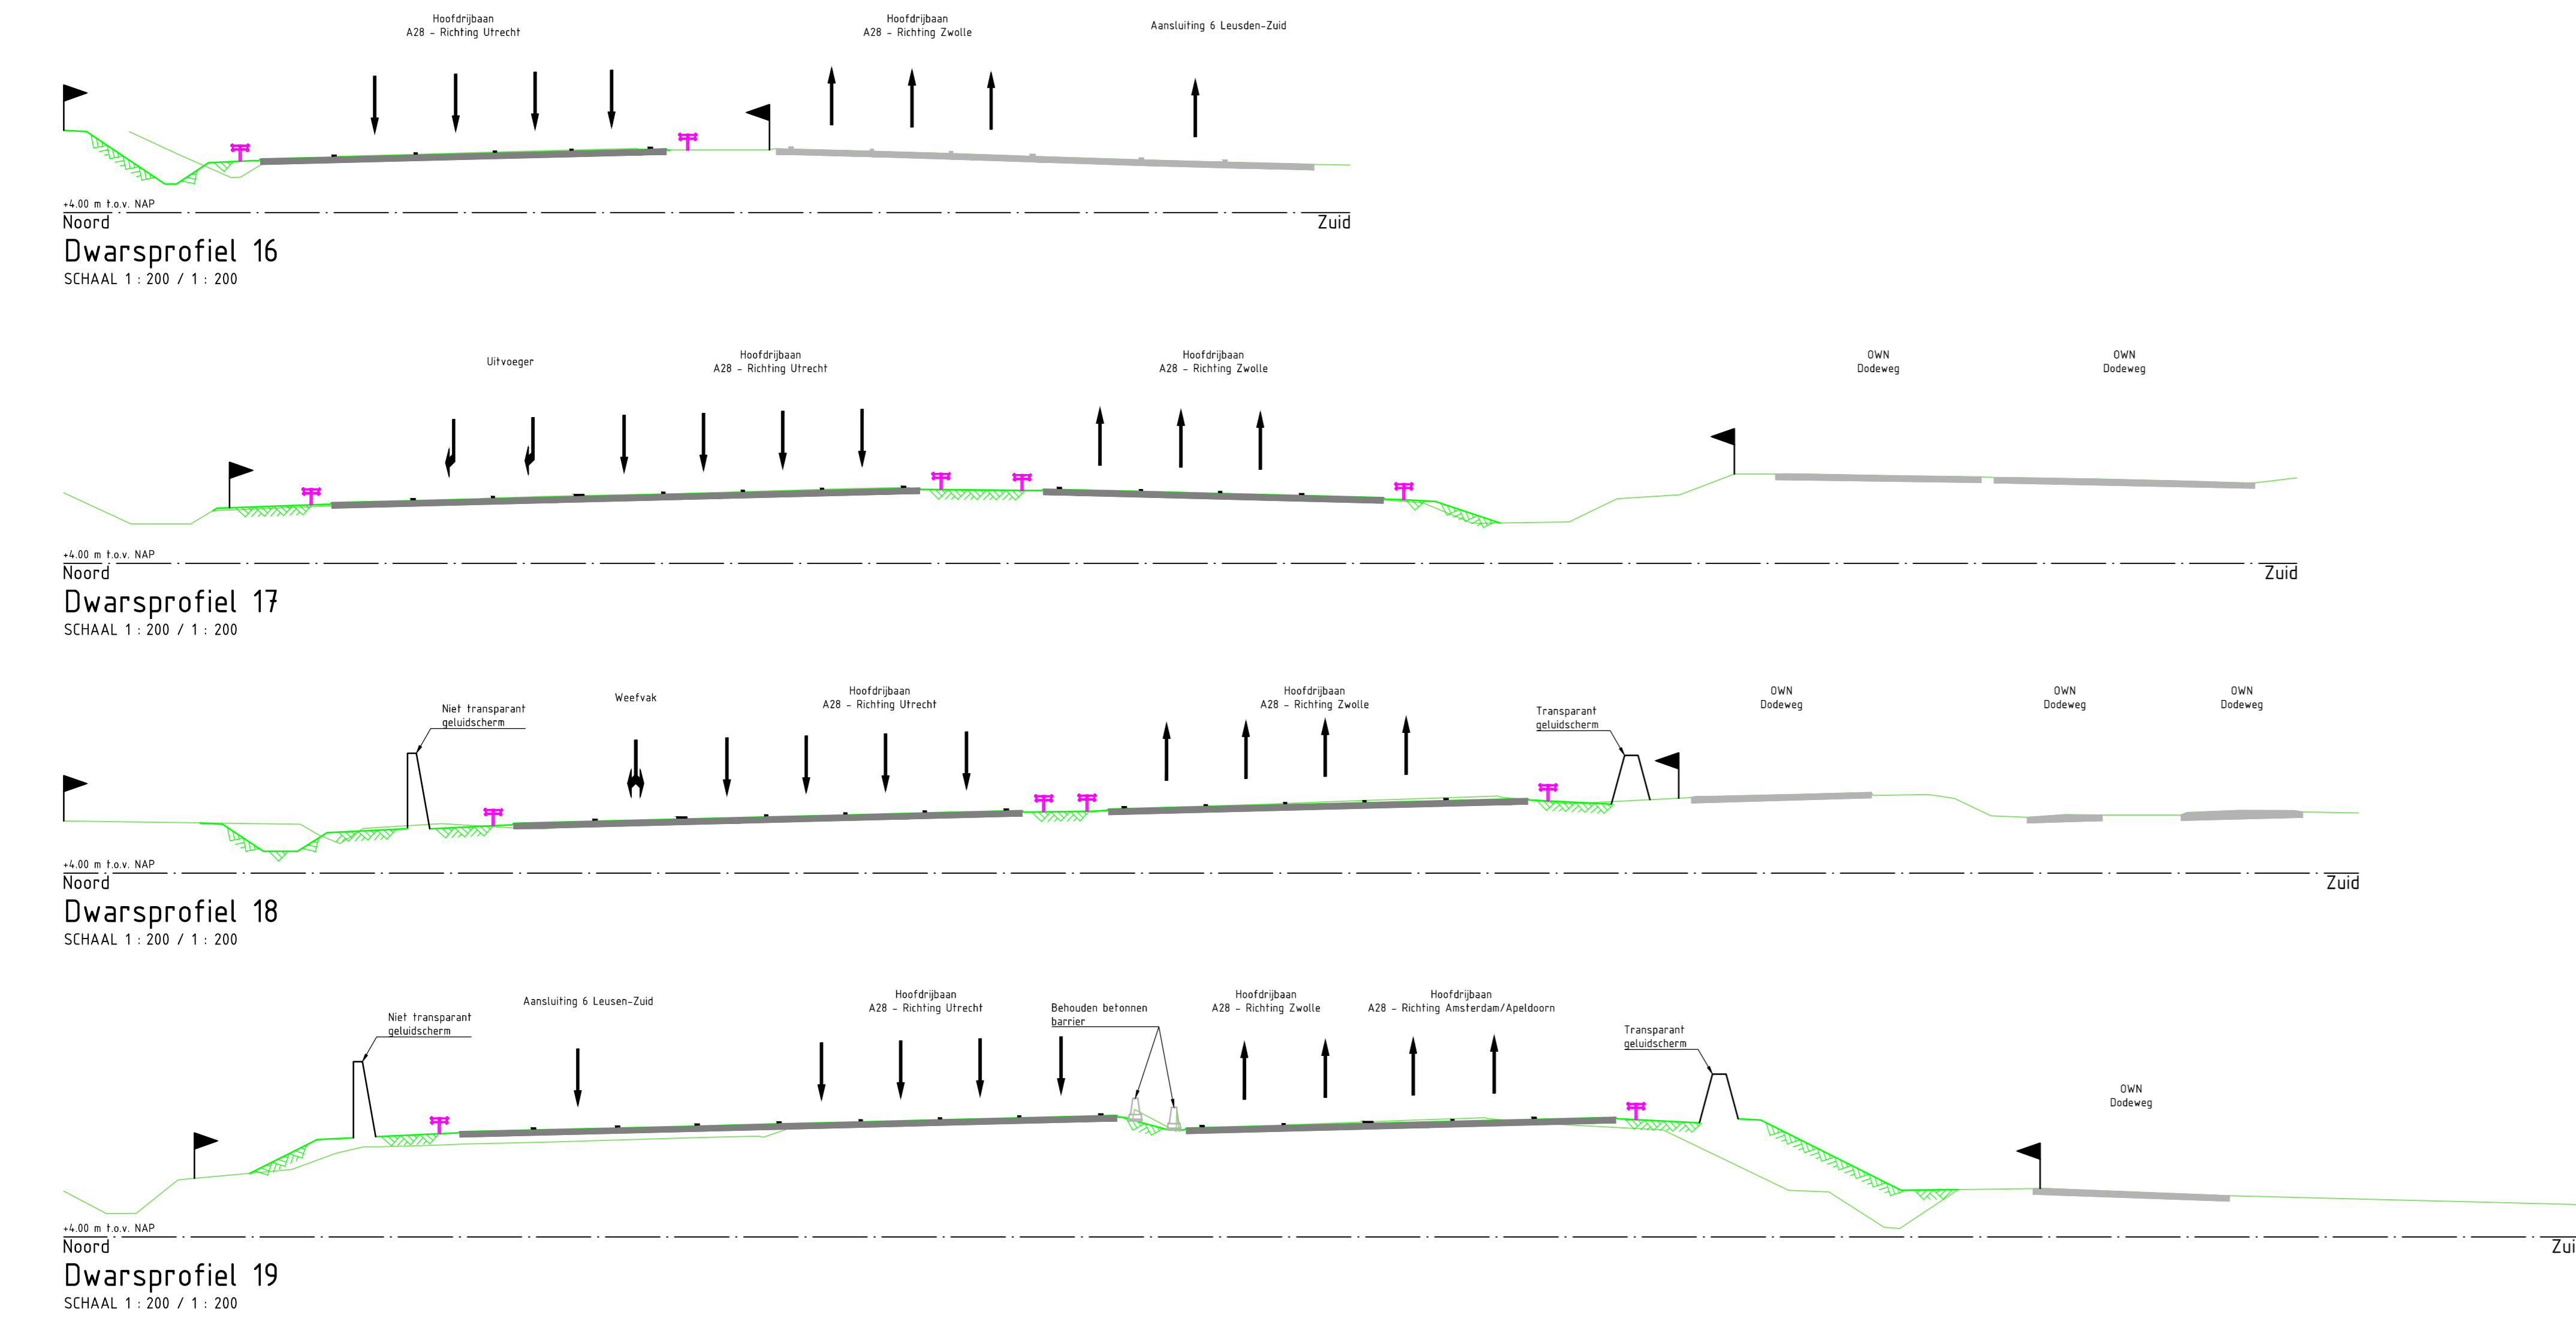 Hoofdrijbaan
A28 - Richting Utrecht
Hoofdrijbaan
A28 - Richting Zwolle
Aansluiting 6 Leusden-Zuid
+4.00 m t.o.v. NAP
Noord
Zuid
Dwarsprofiel 16
SCHAAL 1 : 200 / 1 : 200
Uitvoeger
Hoofdrijbaan
A28 - Richting Utrecht
Hoofdrijbaan
A28 - Richting Zwolle
OWN
Dodeweg
OWN
Dodeweg
+4.00 m t.o.v. NAP
Noord
Zuid
Dwarsprofiel 17
SCHAAL 1 : 200 / 1 : 200
Niet transparant
geluidscherm
Weefvak
Hoofdrijbaan
A28 - Richting Utrecht
Hoofdrijbaan
A28 - Richting Zwolle
Transparant
geluidscherm
OWN
Dodeweg
OWN
Dodeweg
OWN
Dodeweg
+4.00 m t.o.v. NAP
Noord
Zuid
Dwarsprofiel 18
SCHAAL 1 : 200 / 1 : 200
Niet transparant
geluidscherm
Aansluiting 6 Leusen-Zuid
Hoofdrijbaan
A28 - Richting Utrecht
Behouden betonnen
barrier
Hoofdrijbaan
A28 - Richting Zwolle
Hoofdrijbaan
A28 - Richting Amsterdam/Apeldoorn
Transparant
geluidscherm
OWN
Dodeweg
+4.00 m t.o.v. NAP
Noord
Zui
Dwarsprofiel 19
SCHAAL 1 : 200 / 1 : 200